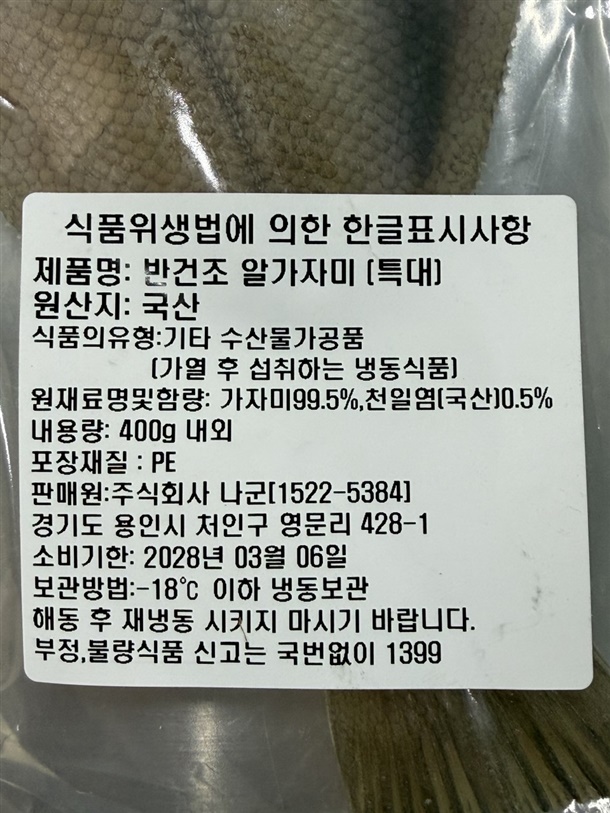 식품위생법에 의한 한글표시사항
제품명: 반건조 알가자미 (특대)
원산지: 국산
식품의유형:기타 수산물가공품
(가열 후 섭취하는 냉동식품)
원재료명및함량: 가자미99.5%,천일염(국산)0.5%
내용량: 400g 내외
포장재질 : PE
판매원:주식회사 나군[1522-5384]
경기도 용인시 처인구 영문리 428-1
소비기한: 2028년 03월 06일
보관방법:-18℃ 이하 냉동보관
해동 후 재냉동 시키지 마시기 바랍니다.
부정,불량식품 신고는 국번없이 1399